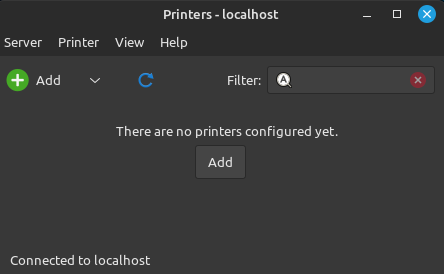 Printers - localhost
Server Printer View Help
Add Filter:
There are no printers configured yet.
Add
Connected to localhost